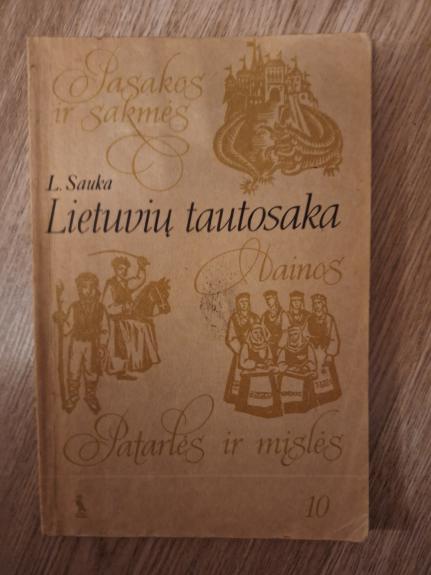 Pasakos
ir sakmės
L. Sauka
Lietuvių tautosaka
Dainos
Patarlės ir mįslės
10